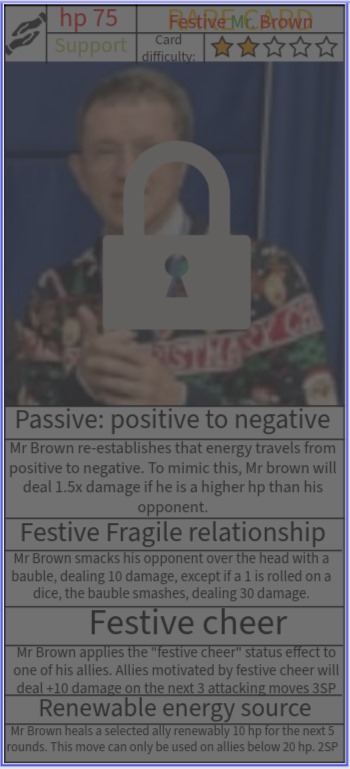 hp 75
RARE CARD
Festive Mr. Brown
Support
Card
difficulty:
CHRISTMAS
Passive: positive to negative
Mr Brown re-establishes that energy travels from
positive to negative. To mimic this, Mr brown will
deal 1.5x damage if he is a higher hp than his
opponent.
Festive Fragile relationship
Mr Brown smacks his opponent over the head with a
bauble, dealing 10 damage, except if a 1 is rolled on a
dice, the bauble smashes, dealing 30 damage.
Festive cheer
Mr Brown applies the "festive cheer" status effect to
one of his allies. Allies motivated by festive cheer will
deal +10 damage on the next 3 attacking moves 3SP
Renewable energy source
Mr Brown heals a selected ally renewably 10 hp for the next 5
rounds. This move can only be used on allies below 20 hp. 2SP